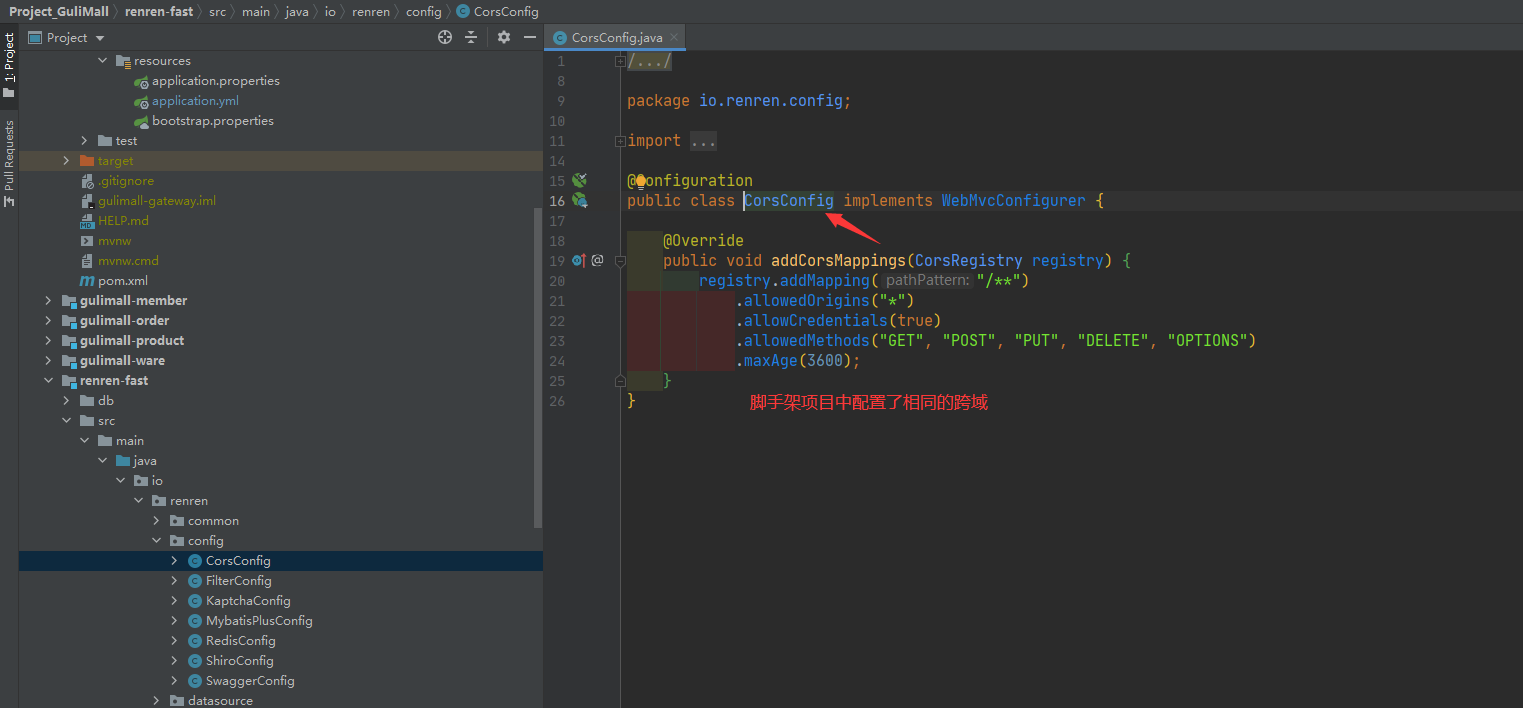 Project_GuliMall 〉 renren-fast 〉 src 〉 main 〉 java 〉 io 〉 renren 〉 config 〉 CorsConfig
1: Project
Pull Requests
Project
resources
application.properties
application.yml
bootstrap.properties
test
target
.gitignore
gulimall-gateway.iml
HELP.md
mvnw
mvnw.cmd
pom.xml
gulimall-member
gulimall-order
gulimall-product
gulimall-ware
renren-fast
db
src
main
java
io
renren
common
config
CorsConfig
FilterConfig
KaptchaConfig
MybatisPlusConfig
RedisConfig
ShiroConfig
SwaggerConfig
datasource
CorsConfig.java
1 /.../
8
9 package io.renren.config;
10
11 import ...
14
15 @Configuration
16 public class CorsConfig implements WebMvcConfigurer {
17
18 @Override
19 @ public void addCorsMappings(CorsRegistry registry) {
20 registry.addMapping( pathPattern: "/**")
21 .allowedOrigins("*")
22 .allowCredentials(true)
23 .allowedMethods("GET", "POST", "PUT", "DELETE", "OPTIONS")
24 .maxAge(3600);
25 }
26 }
脚手架项目中配置了相同的跨域